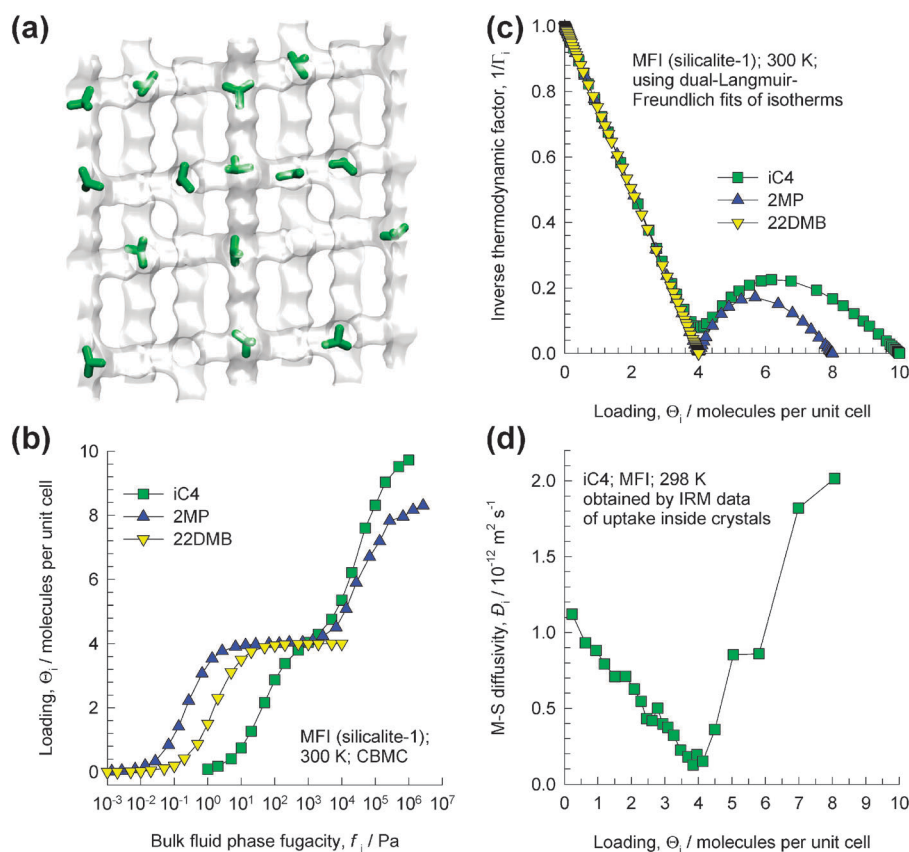 (a)
(b)
Loading, Θi / molecules per unit cell
10
8
6
4
2
0
iC4
2MP
22DMB
MFI (silicalite-1);
300 K; CBMC
10-3 10-2 10-1 100 101 102 103 104 105 106 107
Bulk fluid phase fugacity, fi / Pa
(c)
Inverse thermodynamic factor, 1/Γi
1.0
0.8
0.6
0.4
0.2
0.0
MFI (silicalite-1); 300 K;
using dual-Langmuir-
Freundlich fits of isotherms
iC4
2MP
22DMB
0 2 4 6 8 10
Loading, Θi / molecules per unit cell
(d)
M-S diffusivity, Đi / 10-12 m2 s-1
2.0
1.5
1.0
0.5
0.0
iC4; MFI; 298 K
obtained by IRM data
of uptake inside crystals
0 1 2 3 4 5 6 7 8 9 10
Loading, Θi / molecules per unit cell